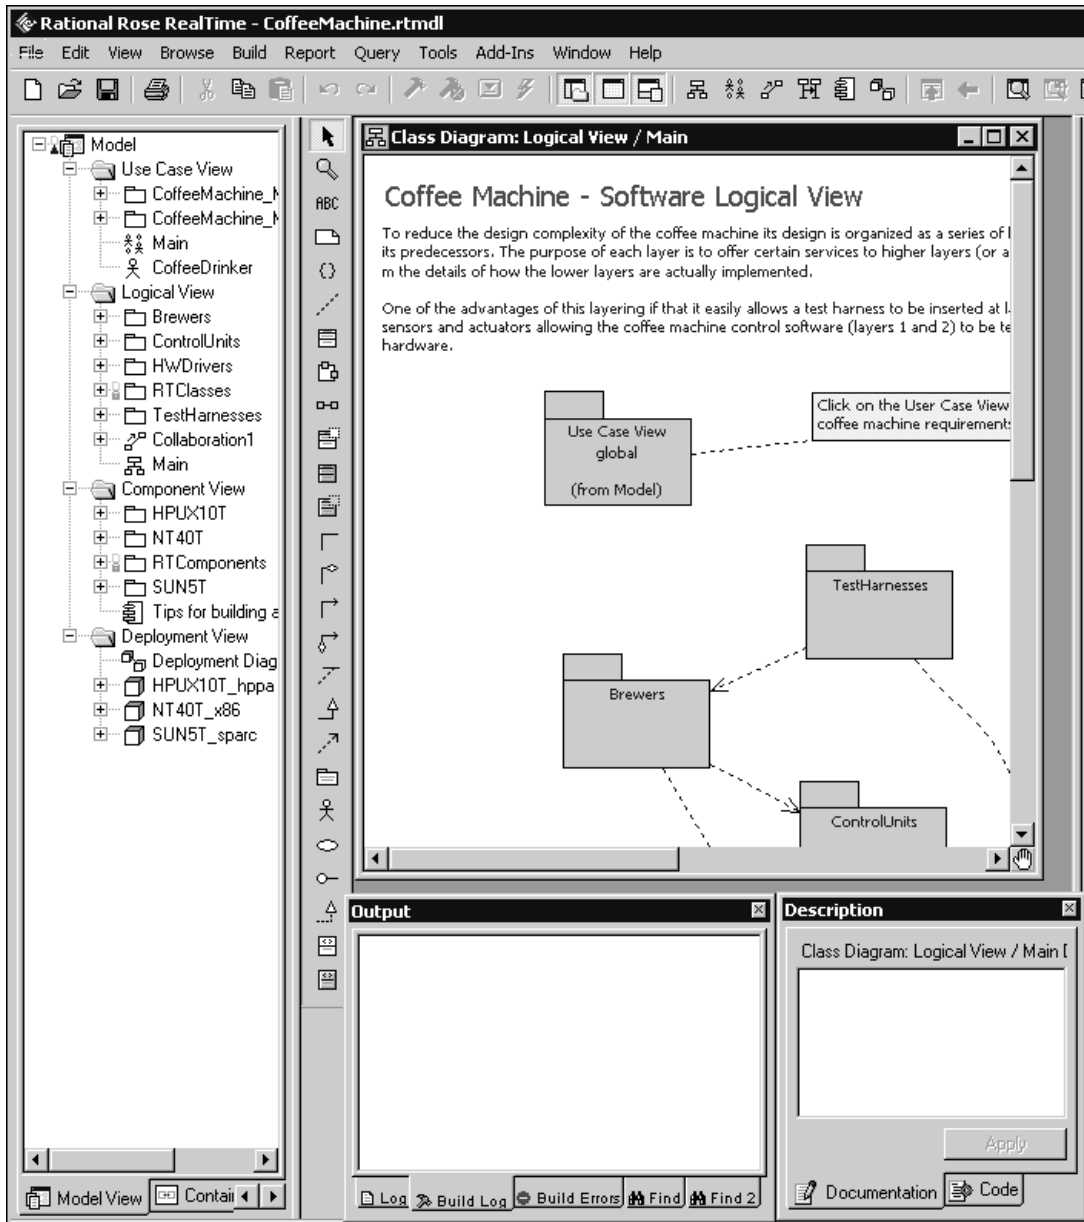 Rational Rose RealTime - CoffeeMachine.rtmdl
File Edit View Browse Build Report Query Tools Add-Ins Window Help
Model
Use Case View
CoffeeMachine_
CoffeeMachine_
Main
CoffeeDrinker
Logical View
Brewers
ControlUnits
HWDrivers
RTClasses
TestHarnesses
Collaboration1
Main
Component View
HPUX10T
NT40T
RTComponents
SUN5T
Tips for building a
Deployment View
Deployment Diag
HPUX10T_hppa
NT40T_x86
SUN5T_sparc
Model View Contai
ABC
Class Diagram: Logical View / Main
Coffee Machine - Software Logical View
To reduce the design complexity of the coffee machine its design is organized as a series of
its predecessors. The purpose of each layer is to offer certain services to higher layers (or a
m the details of how the lower layers are actually implemented.
One of the advantages of this layering if that it easily allows a test harness to be inserted at
sensors and actuators allowing the coffee machine control software (layers 1 and 2) to be te
hardware.
Use Case View
global
(from Model)
Click on the User Case View
coffee machine requirements
TestHarnesses
Brewers
ControlUnits
Output
Log Build Log Build Errors Find Find 2
Description
Class Diagram: Logical View / Main
Apply
Documentation Code